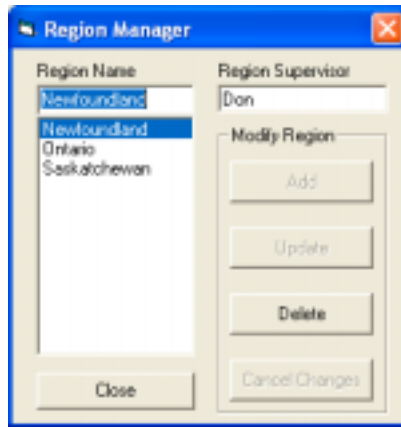 Region Manager
Region Name
Newfoundland
Newfoundland
Ontario
Saskatchewan
Close
Region Supervisor
Don
Modify Region
Add
Update
Delete
Cancel Changes